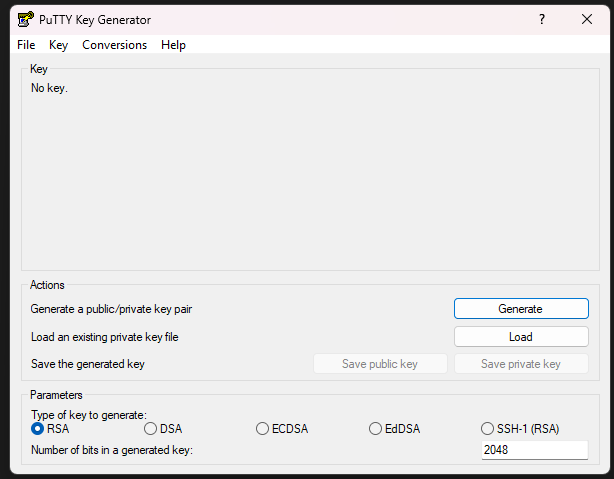 PuTTY Key Generator ?
File Key Conversions Help
Key
No key.
Actions
Generate a public/private key pair Generate
Load an existing private key file Load
Save the generated key Save public key Save private key
Parameters
Type of key to generate:
RSA DSA ECDSA EdDSA SSH-1 (RSA)
Number of bits in a generated key: 2048